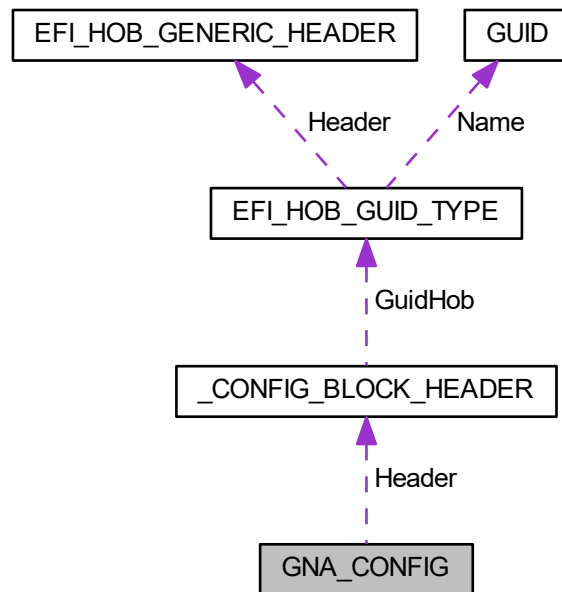 EFI_HOB_GENERIC_HEADER
GUID
Header
Name
EFI_HOB_GUID_TYPE
GuidHob
_CONFIG_BLOCK_HEADER
Header
GNA_CONFIG